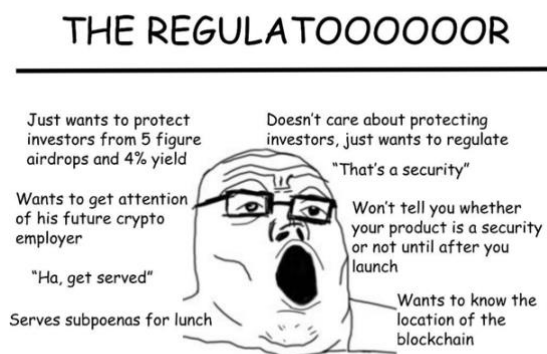 THE REGULATOOOOOOR
Just wants to protect
investors from 5 figure
airdrops and 4% yield
Doesn't care about protecting
investors, just wants to regulate
"That's a security"
Wants to get attention
of his future crypto
employer
Won't tell you whether
your product is a security
or not until after you
launch
"Ha, get served"
Wants to know the
location of the
blockchain
Serves subpoenas for lunch